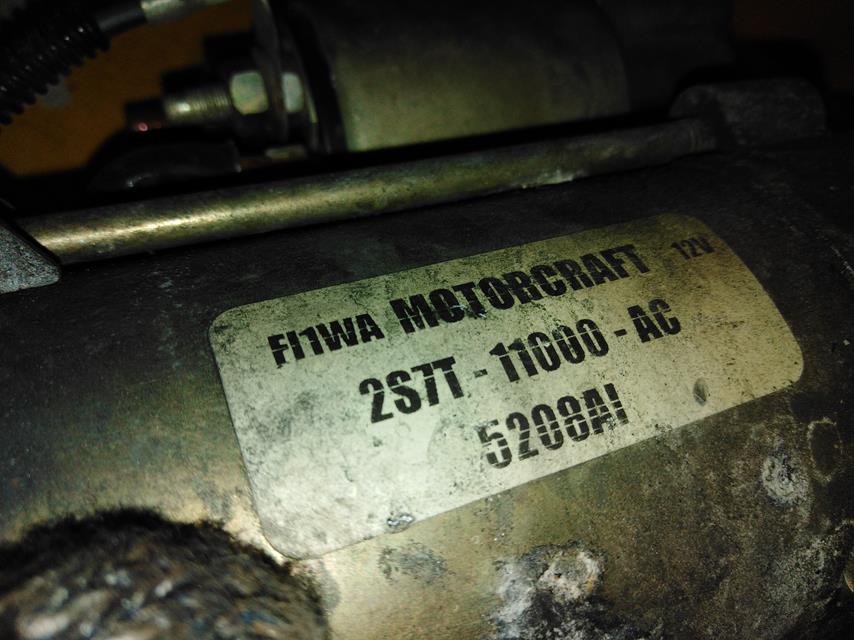 FI1WA MOTORCRAFT 12V
2S7T - 11000 - AC
5208AI